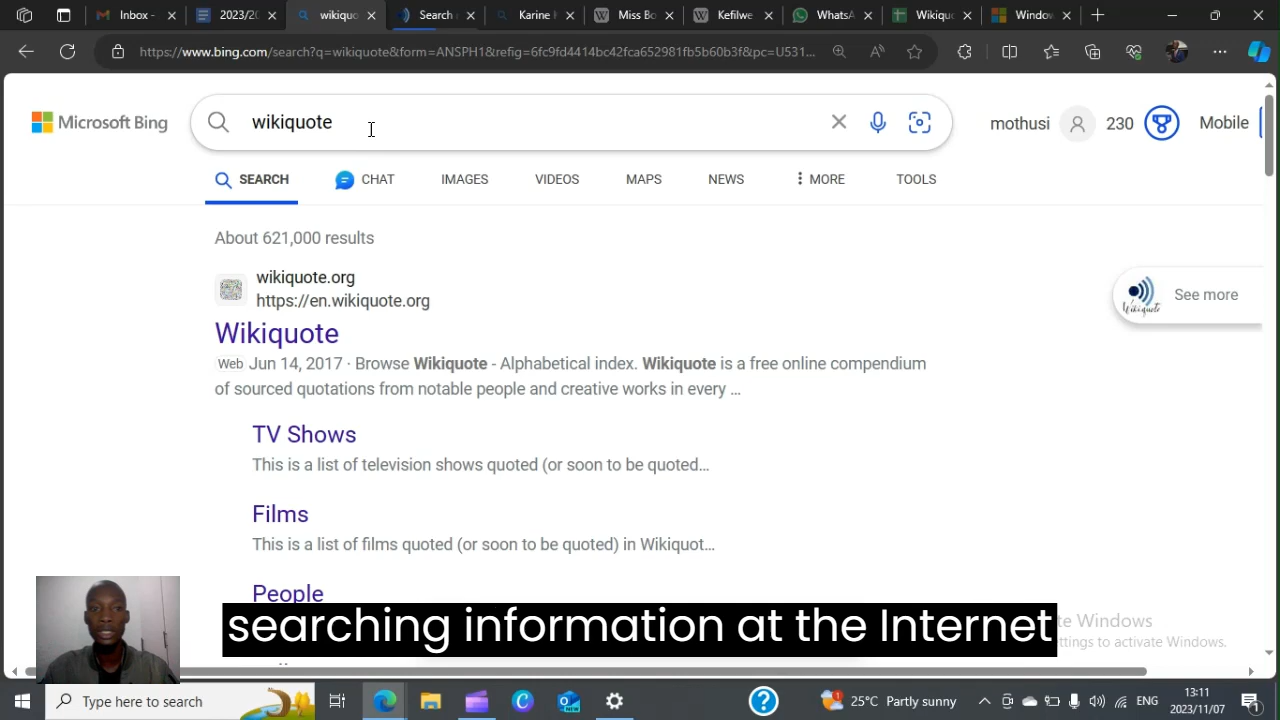 Inbox -
2023/20
wikiquo
Search r
Karine
Miss Bo
Kefilwe
WhatsA
Wikiquo
Window
https://www.bing.com/search?q=wikiquote&form=ANSPH1&refig=6fc9fd4414bc42fca652981fb5b60b3f&pc=U531...
Microsoft Bing
wikiquote
mothusi
230
Mobile
SEARCH
CHAT
IMAGES
VIDEOS
MAPS
NEWS
MORE
TOOLS
About 621,000 results
wikiquote.org
https://en.wikiquote.org
Wikiquote
See more
Wikiquote
Web Jun 14, 2017 · Browse Wikiquote - Alphabetical index. Wikiquote is a free online compendium
of sourced quotations from notable people and creative works in every ...
TV Shows
This is a list of television shows quoted (or soon to be quoted...
Films
This is a list of films quoted (or soon to be quoted) in Wikiquot...
People
searching information at the Internet
te Windows
ttings to activate Windows.
Type here to search
25°C Partly sunny
ENG
13:11
2023/11/07